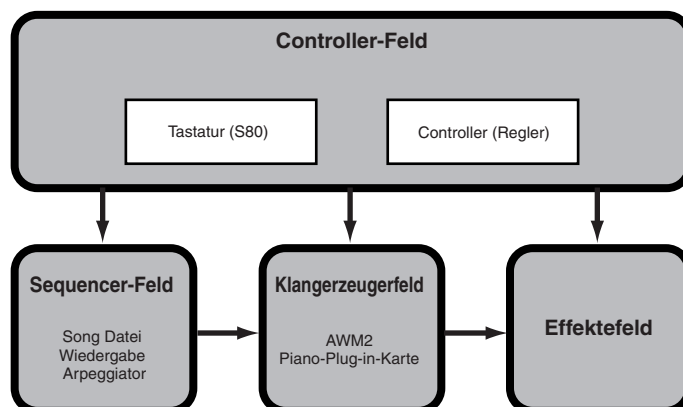 Controller-Feld
Tastatur (S80)
Controller (Regler)
Sequencer-Feld
Song Datei
Wiedergabe
Arpeggiator
Klangerzeugerfeld
AWM2
Piano-Plug-in-Karte
Effektefeld